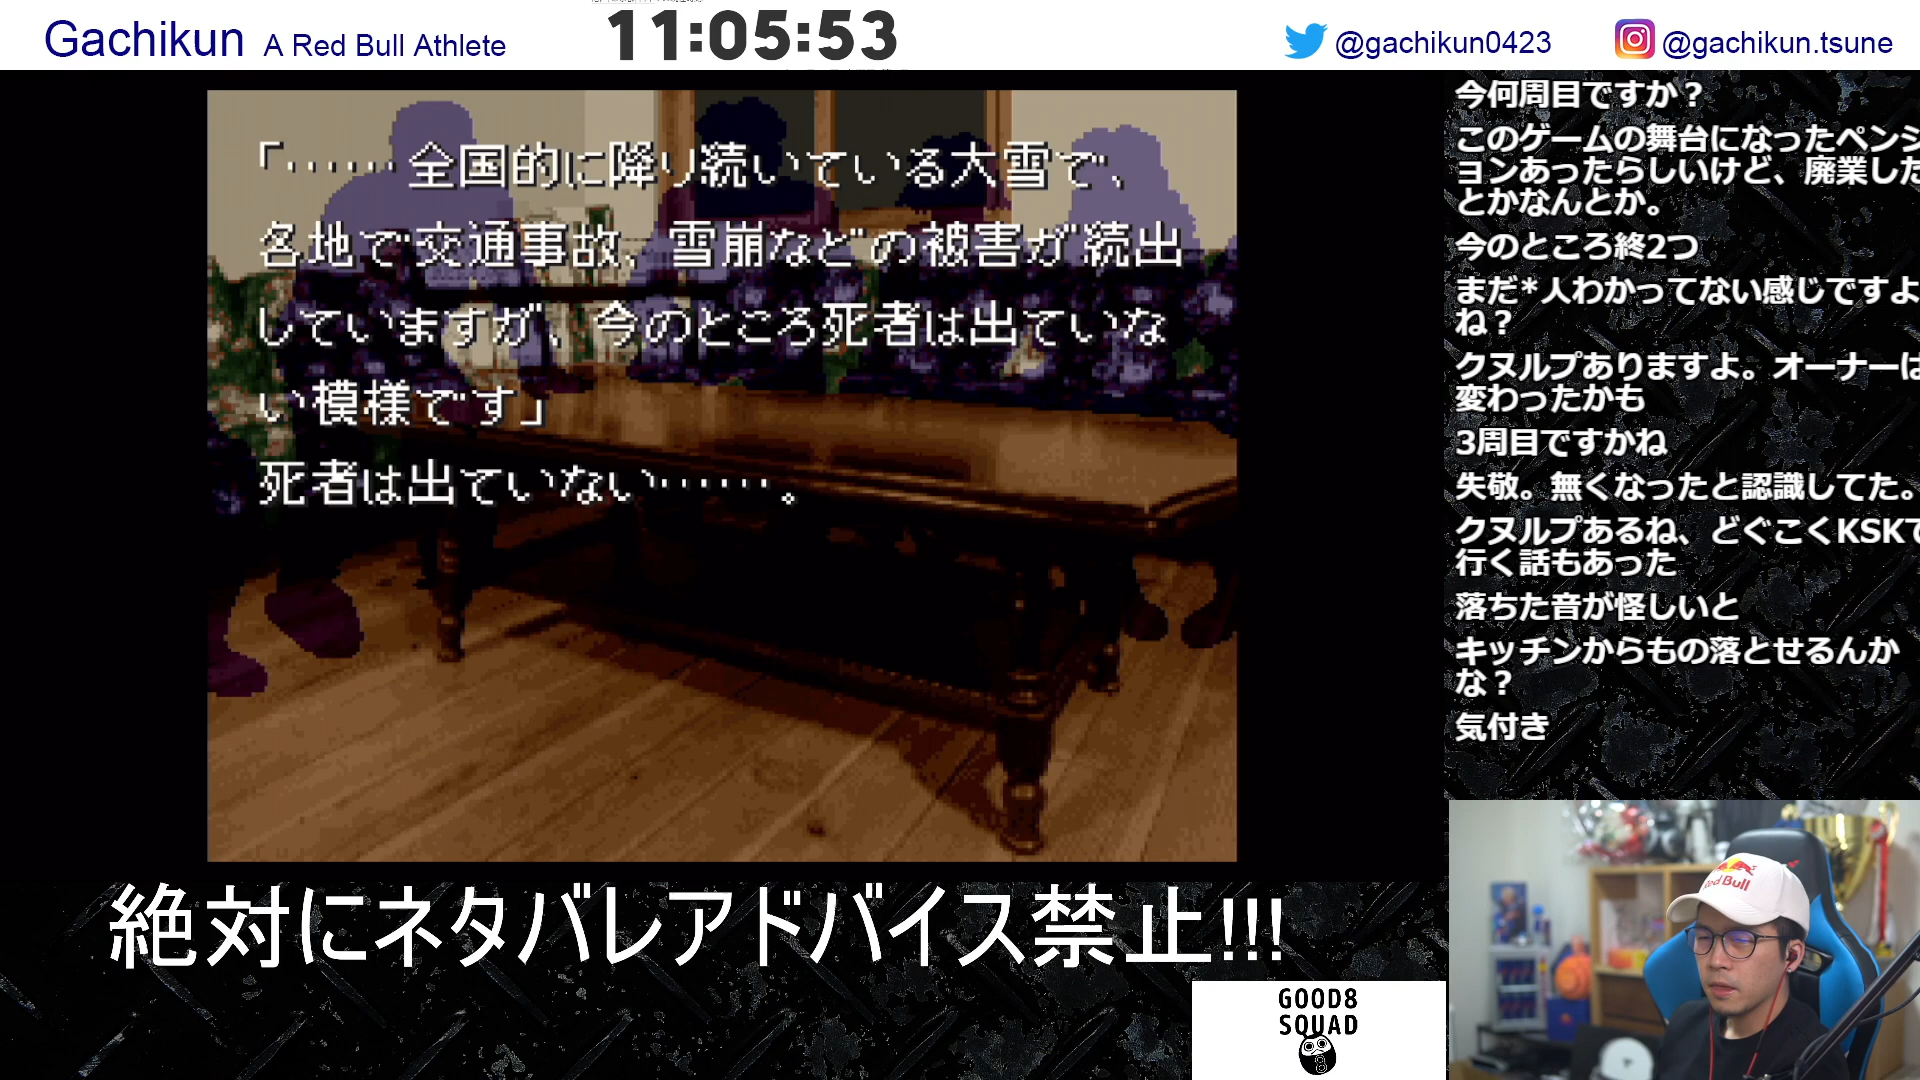 Gachikun A Red Bull Athlete
11:05:53
@gachikun0423
@gachikun.tsune
「……全国的に降り続いている大雪で、
各地で交通事故、雪崩などの被害が続出
していますが、今のところ死者は出ていな
い模様です」
死者は出ていない……。
今何周目ですか？
このゲームの舞台になったペンシ
ョンあったらしいけど、廃業した
とかなんとか。
今のところ終2つ
まだ*人わかってない感じですよ
ね？
クヌルプありますよ。オーナーは
変わったかも
3周目ですかね
失敬。無くなったと認識してた。
クヌルプあるね、どぐこくKSKで
行く話もあった
落ちた音が怪しいと
キッチンからもの落とせるんか
な？
気付き
絶対にネタバレアドバイス禁止!!!
GOOD8
SQUAD
Red Bull